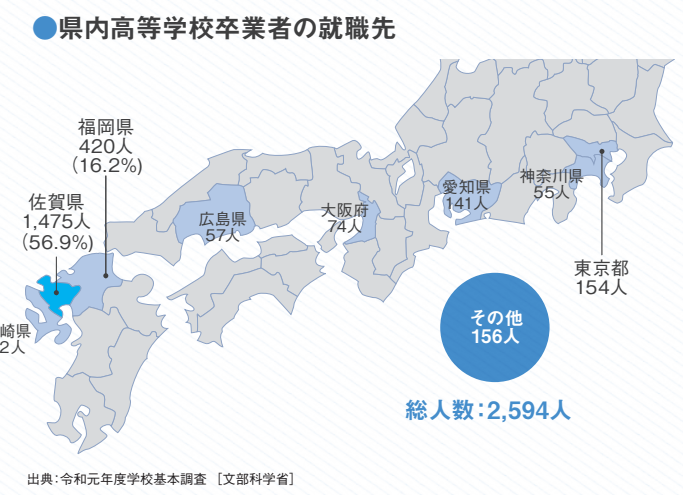 ●県内高等学校卒業者の就職先
福岡県
420人
(16.2%)
佐賀県
1,475人
(56.9%)
広島県
57人
大阪府
74人
愛知県
141人
神奈川県
55人
東京都
154人
崎県
2人
その他
156人
総人数:2,594人
出典:令和元年度学校基本調査 [文部科学省]